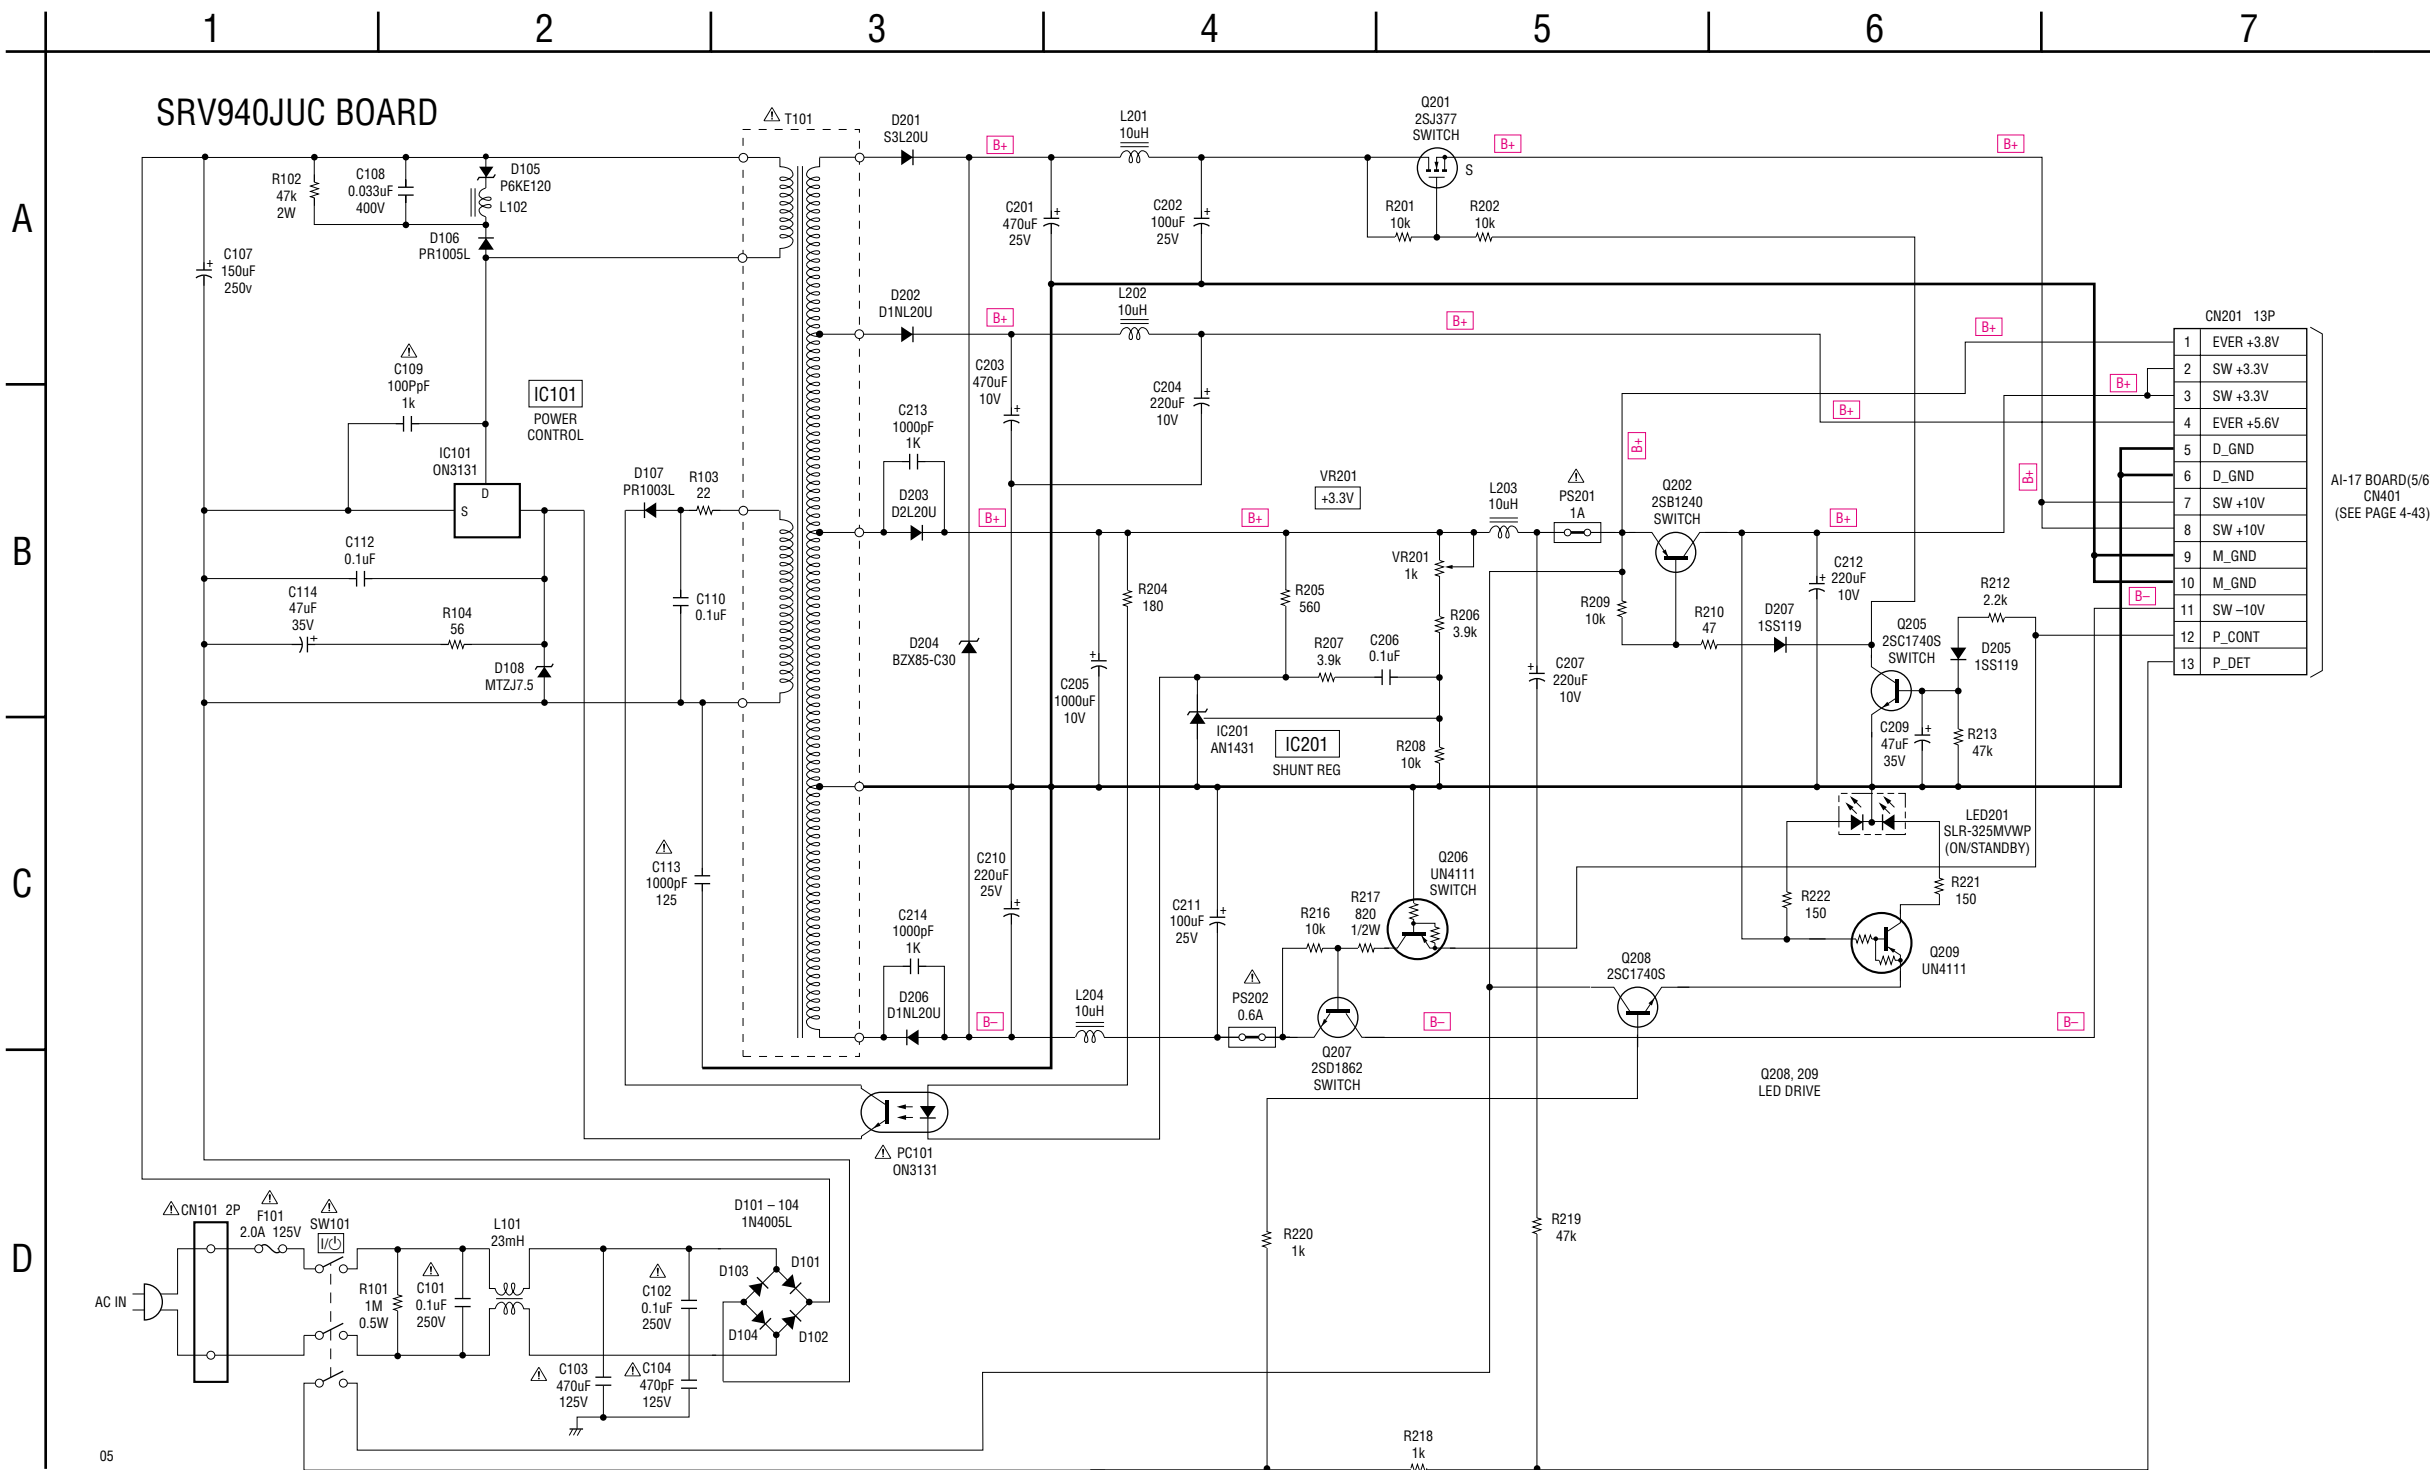 1 2 3 4 5 6 7
A
B
C
D
SRV940JUC BOARD
T101
D201
S3L20U
B+
L201
10uH
Q201
2SJ377
SWITCH
S
B+
B+
R102
47k
2W
C108
0.033uF
400V
D105
P6KE120
L102
D106
PR1005L
C107
150uF
250v
C201
470uF
25V
C202
100uF
25V
R201
10k
R202
10k
D202
D1NL20U
B+
L202
10uH
B+
B+
CN201 13P
1 EVER +3.8V
2 SW +3.3V
3 SW +3.3V
4 EVER +5.6V
5 D_GND
6 D_GND
7 SW +10V
8 SW +10V
9 M_GND
10 M_GND
11 SW –10V
12 P_CONT
13 P_DET
AI-17 BOARD(5/6
CN401
(SEE PAGE 4-43)
C109
100PpF
1k
IC101
POWER
CONTROL
IC101
ON3131
D
S
D107
PR1003L
R103
22
C203
470uF
10V
C204
220uF
10V
C213
1000pF
1K
D203
D2L20U
B+
B+
VR201
+3.3V
L203
10uH
PS201
1A
B+
Q202
2SB1240
SWITCH
B+
B+
B+
B+
C112
0.1uF
C114
47uF
35V
R104
56
D108
MTZJ7.5
C110
0.1uF
D204
BZX85-C30
C205
1000uF
10V
R204
180
R205
560
VR201
1k
R206
3.9k
R207
3.9k
C206
0.1uF
C207
220uF
10V
R209
10k
R210
47
D207
1SS119
C212
220uF
10V
Q205
2SC1740S
SWITCH
R212
2.2k
D205
1SS119
B–
IC201
AN1431
IC201
SHUNT REG
R208
10k
C209
47uF
35V
R213
47k
C113
1000pF
125
C210
220uF
25V
C214
1000pF
1K
D206
D1NL20U
B–
L204
10uH
C211
100uF
25V
PS202
0.6A
R216
10k
R217
820
1/2W
Q206
UN4111
SWITCH
Q207
2SD1862
SWITCH
B–
Q208
2SC1740S
LED201
SLR-325MVWP
(ON/STANDBY)
R222
150
R221
150
Q209
UN4111
B–
Q208, 209
LED DRIVE
PC101
ON3131
CN101 2P
F101
2.0A 125V
SW101
I/⏻
L101
23mH
D101 – 104
1N4005L
AC IN
R101
1M
0.5W
C101
0.1uF
250V
C102
0.1uF
250V
D103
D101
D104
D102
C103
470uF
125V
C104
470pF
125V
R220
1k
R219
47k
R218
1k
05